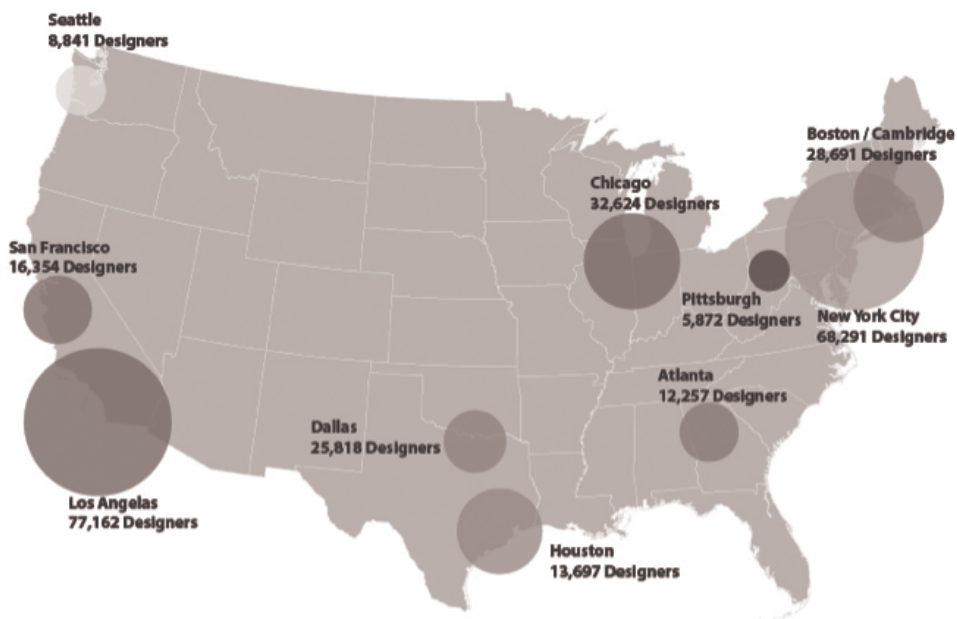 Seattle
8,841 Designers
Boston / Cambridge
28,691 Designers
Chicago
32,624 Designers
San Francisco
16,354 Designers
Pittsburgh
5,872 Designers
New York City
68,291 Designers
Atlanta
12,257 Designers
Dallas
25,818 Designers
Los Angelas
77,162 Designers
Houston
13,697 Designers